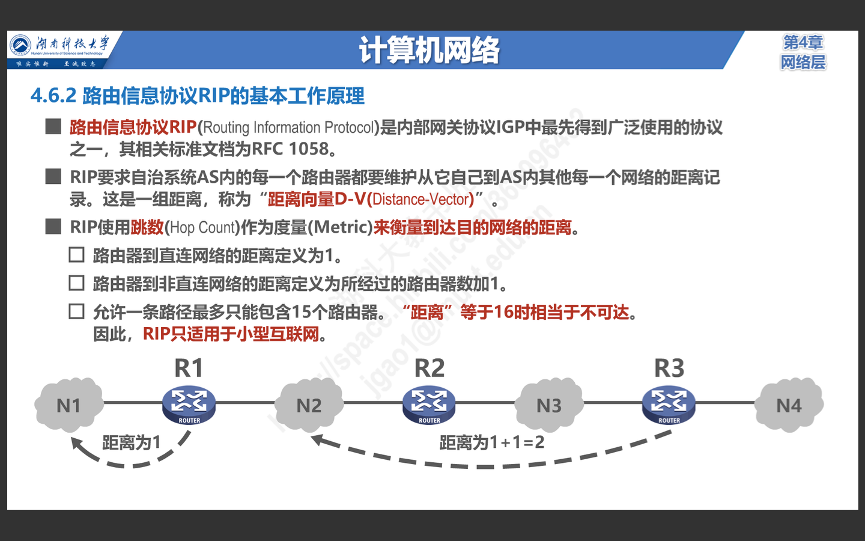 湖南科技大学
Hunan University of Science and Technology
唯实惟新 至诚致志
计算机网络
第4章
网络层
4.6.2 路由信息协议RIP的基本工作原理
路由信息协议RIP(Routing Information Protocol)是内部网关协议IGP中最先得到广泛使用的协议
之一，其相关标准文档为RFC 1058。
RIP要求自治系统AS内的每一个路由器都要维护从它自己到AS内其他每一个网络的距离记
录。这是一组距离，称为“距离向量D-V(Distance-Vector)”。
RIP使用跳数(Hop Count)作为度量(Metric)来衡量到达目的网络的距离。
路由器到直连网络的距离定义为1。
路由器到非直连网络的距离定义为所经过的路由器数加1。
允许一条路径最多只能包含15个路由器。“距离”等于16时相当于不可达。
因此，RIP只适用于小型互联网。
R1 R2 R3
N1 N2 N3 N4
ROUTER ROUTER ROUTER
距离为1 距离为1+1=2